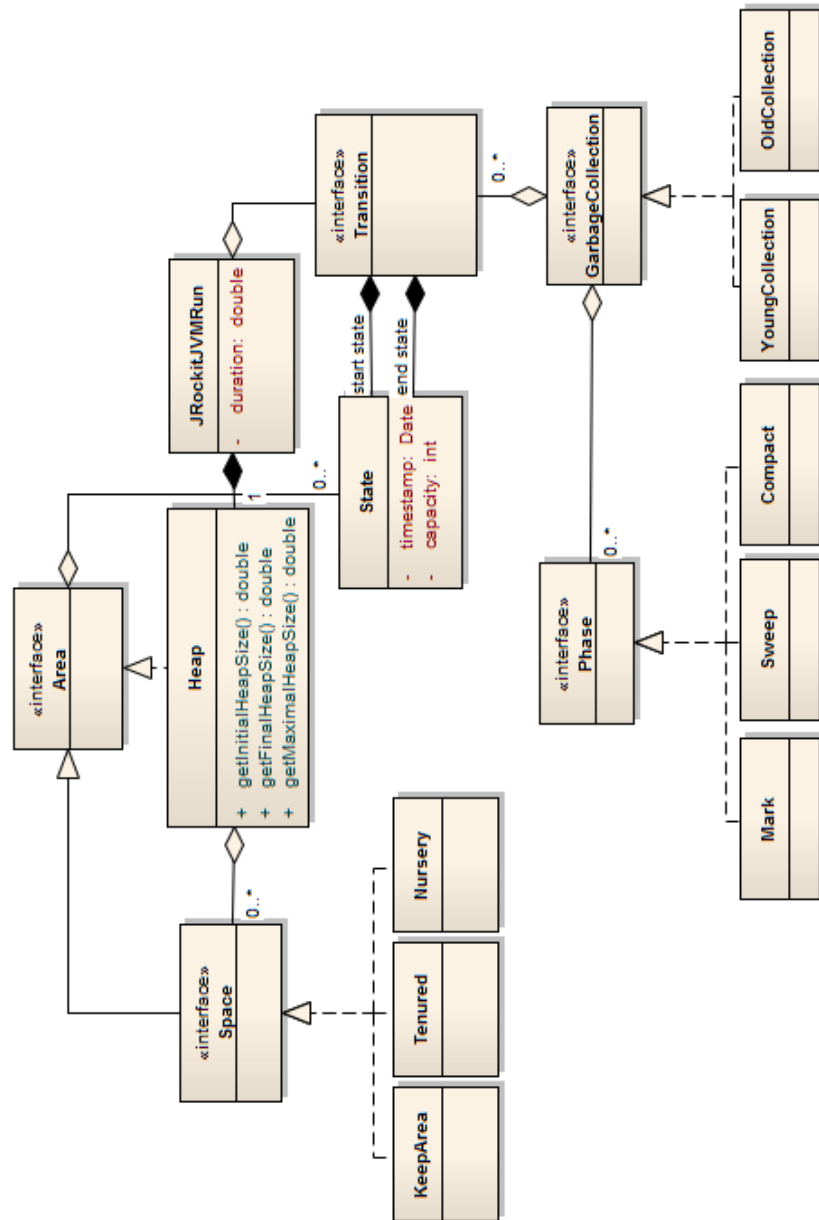 «interface»
Area
«interface»
Space
0..*
Heap
+ getInitialHeapSize() : double
+ getFinalHeapSize() : double
+ getMaximalHeapSize() : double
1
JRockitJVMRun
- duration: double
0..*
State
- timestamp: Date
- capacity: int
start state
end state
«interface»
Transition
0..*
KeepArea
Tenured
Nursery
«interface»
Phase
0..*
«interface»
GarbageCollection
Mark
Sweep
Compact
YoungCollection
OldCollection